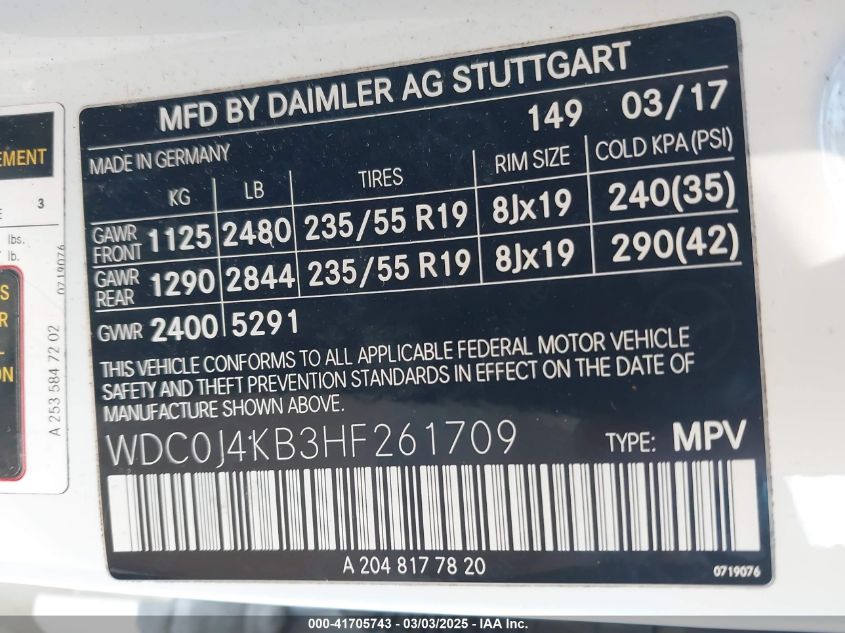 EMENT
3
lbs.
lb.
0719076
A 253 584 72 02
MFD BY DAIMLER AG STUTTGART
149 03/17
MADE IN GERMANY
KG LB TIRES RIM SIZE COLD KPA (PSI)
GAWR FRONT 1125 2480 235/55 R19 8Jx19 240(35)
GAWR REAR 1290 2844 235/55 R19 8Jx19 290(42)
GVWR 2400 5291
THIS VEHICLE CONFORMS TO ALL APPLICABLE FEDERAL MOTOR VEHICLE
SAFETY AND THEFT PREVENTION STANDARDS IN EFFECT ON THE DATE OF
MANUFACTURE SHOWN ABOVE.
WDC0J4KB3HF261709 TYPE: MPV
A 204 817 78 20
0719076
000-41705743 / 03/03/2025 - IAA Inc.